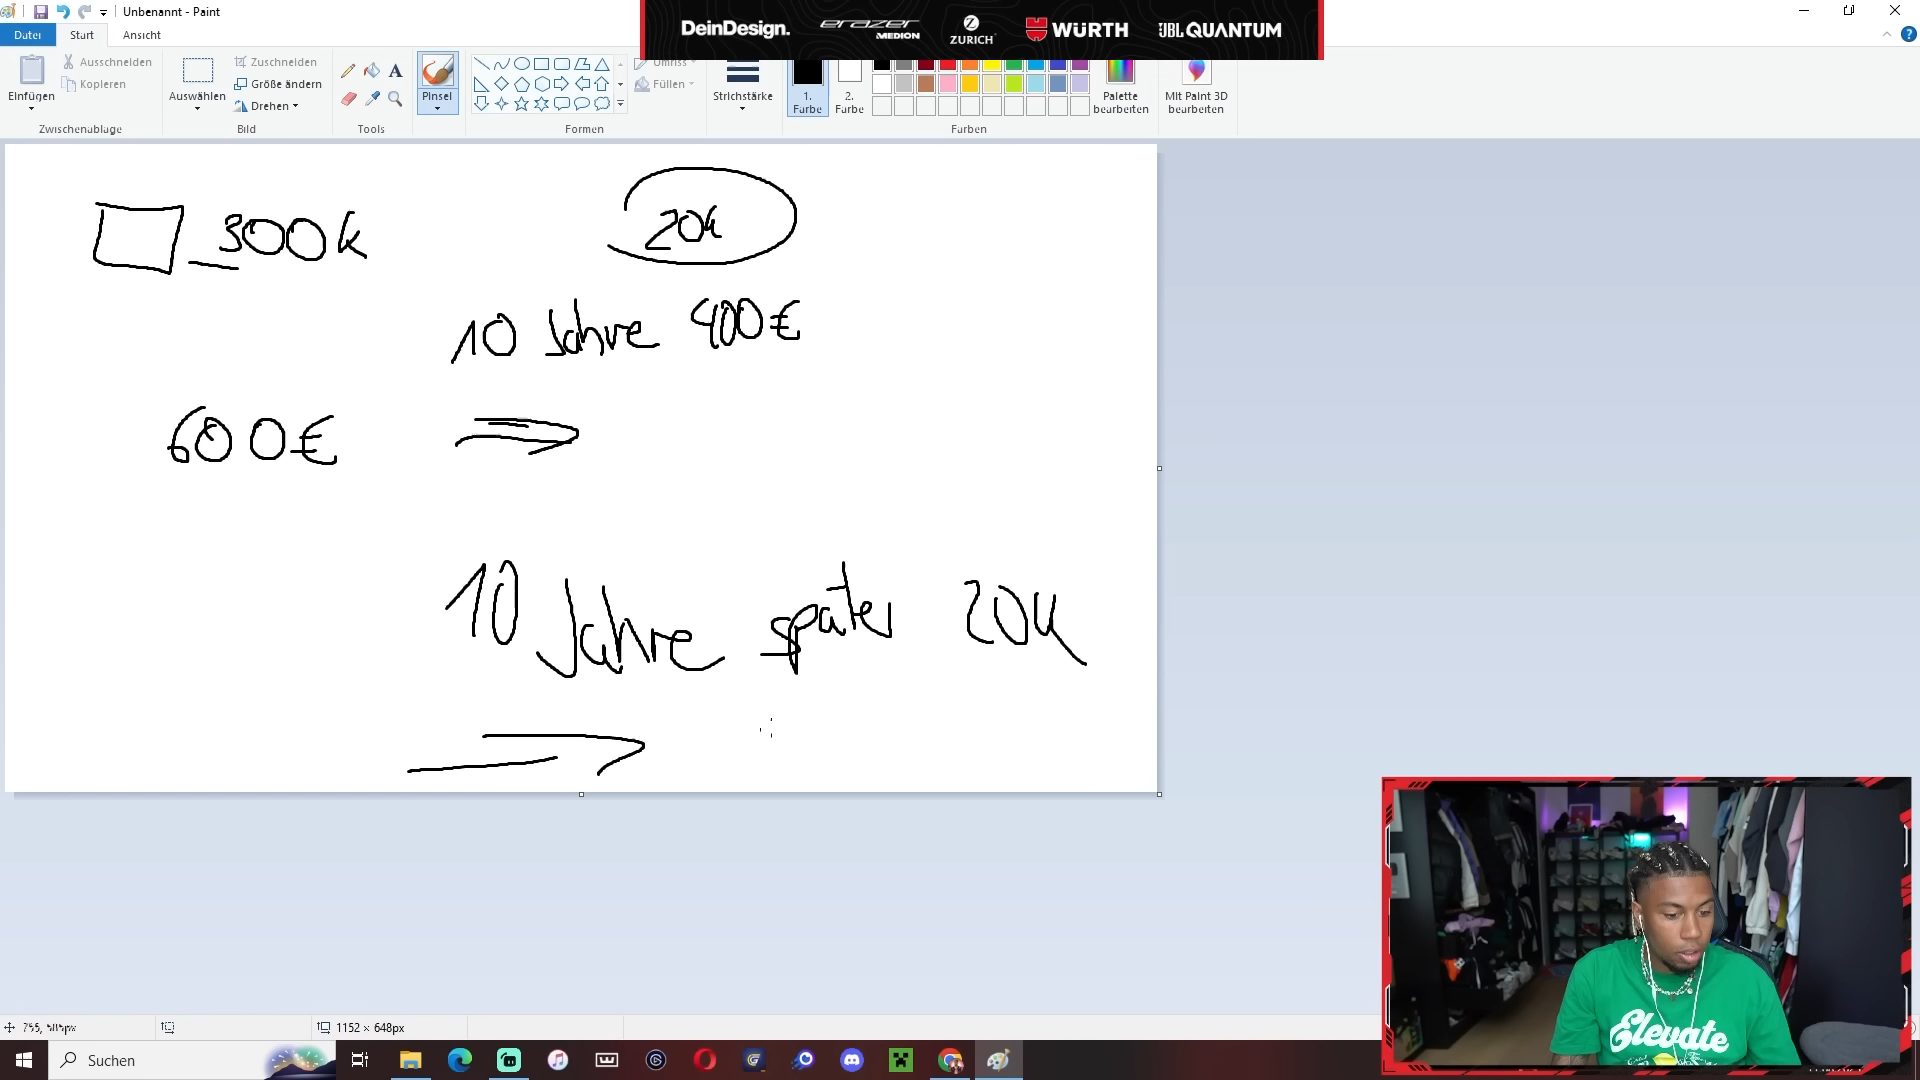 Unbenannt - Paint
Datei Start Ansicht
DeinDesign. erazer MEDION ZURICH WÜRTH JBL QUANTUM
Einfügen
Ausschneiden
Kopieren
Zwischenablage
Auswählen
Zuschneiden
Größe ändern
Drehen
Bild
A
Tools
Pinsel
Umriss
Füllen
Formen
Strichstärke
1. Farbe
2. Farbe
Palette bearbeiten
Mit Paint 3D bearbeiten
Farben
300k
20k
10 Jahre 400€
600€
10 Jahre später 20k
Elevate
1152 × 648px
Suchen